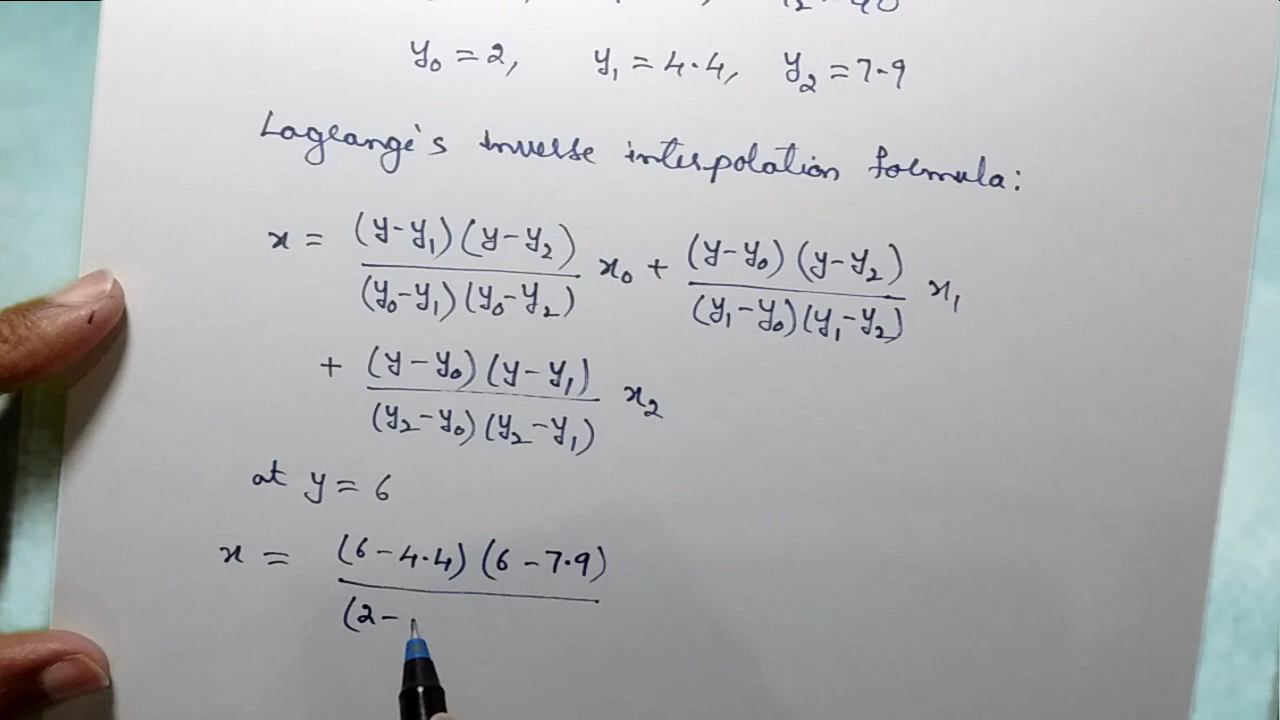 y₀ = 2, y₁ = 4.4, y₂ = 7.9
Lagrange's inverse interpolation formula:
x = (y-y₁)(y-y₂) / (y₀-y₁)(y₀-y₂) x₀ + (y-y₀)(y-y₂) / (y₁-y₀)(y₁-y₂) x₁
+ (y-y₀)(y-y₁) / (y₂-y₀)(y₂-y₁) x₂
at y = 6
x = (6-4.4)(6-7.9)
(2-